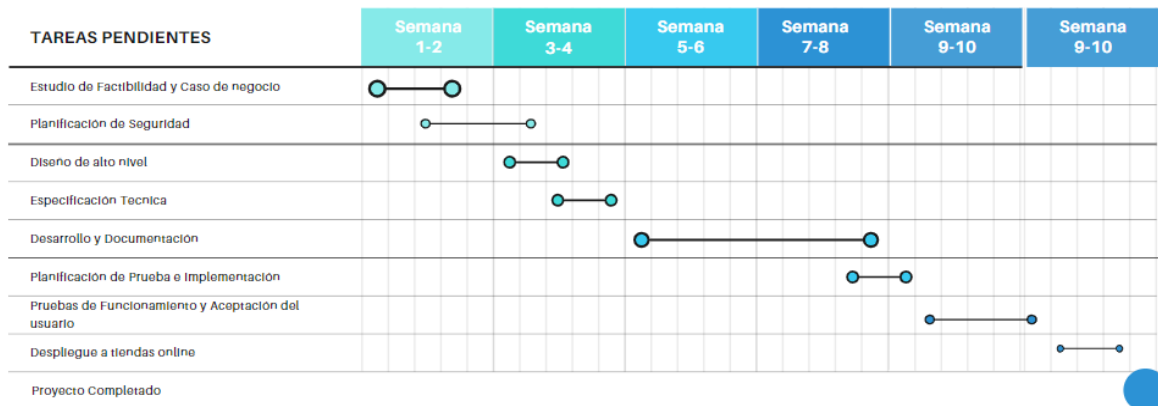 TAREAS PENDIENTES
Semana
1-2
Semana
3-4
Semana
5-6
Semana
7-8
Semana
9-10
Semana
9-10
Estudio de Factibilidad y Caso de negocio
Planificación de Seguridad
Diseño de alto nivel
Especificación Tecnica
Desarrollo y Documentación
Planificación de Prueba e Implementación
Pruebas de Funcionamiento y Aceptación del
usuario
Despliegue a tiendas online
Proyecto Completado